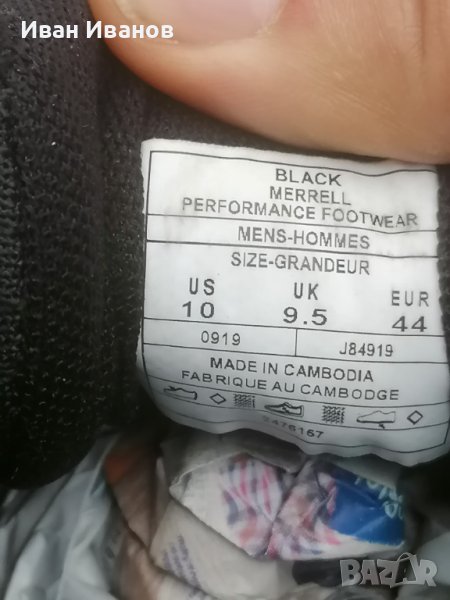 Иван Иванов
BLACK
MERRELL
PERFORMANCE FOOTWEAR
MENS-HOMMES
SIZE-GRANDEUR
US UK EUR
10 9.5 44
0919 J84919
MADE IN CAMBODIA
FABRIQUE AU CAMBODGE
BAZAR